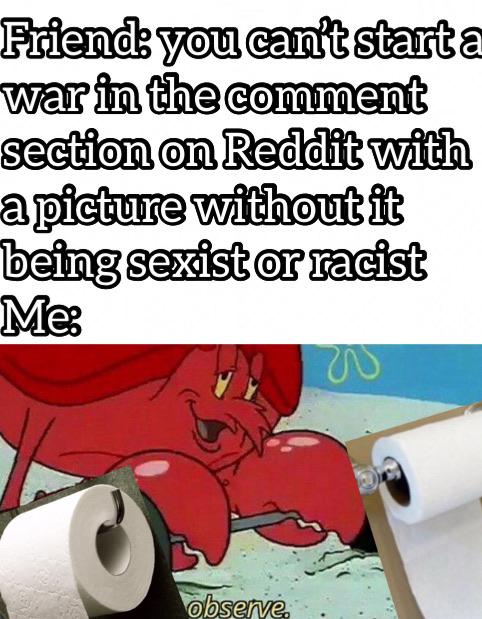 Friend: you can't start a
war in the comment
section on Reddit with
a picture without it
being sexist or racist
Me:
observe.